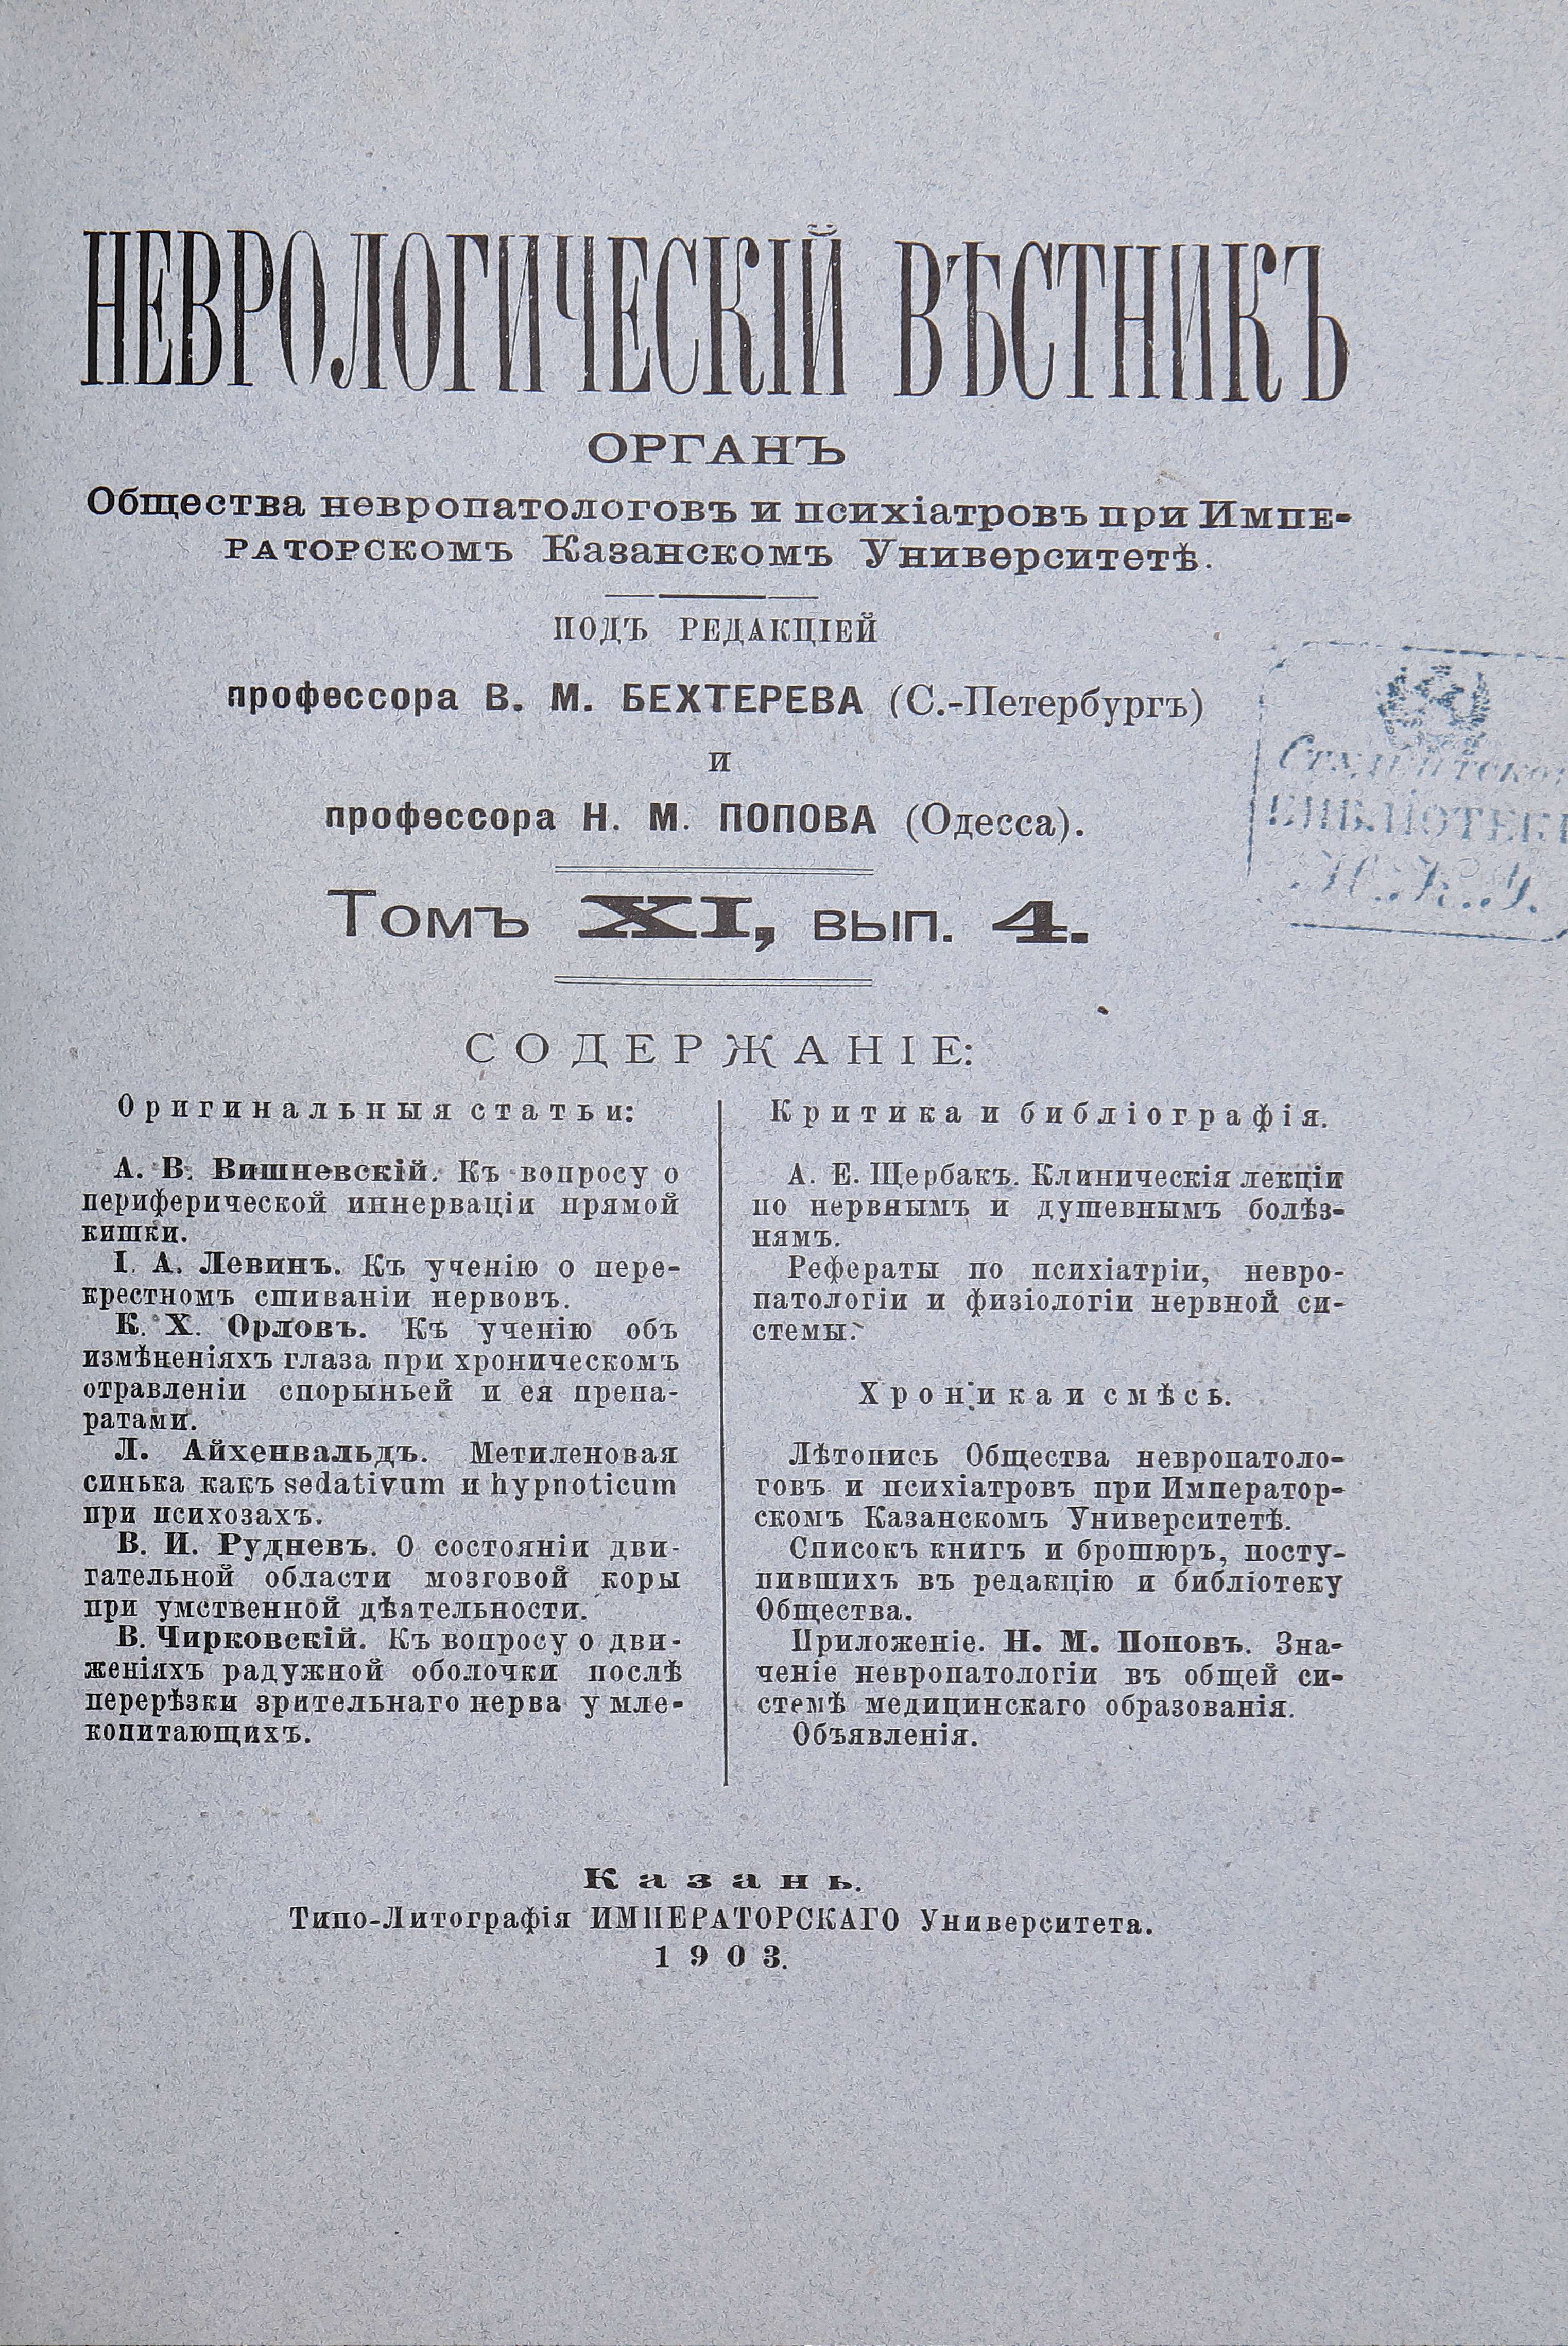 НЕВРОЛОГИЧЕСКІЙ ВѢСТНИКЪ
ОРГАНЪ
Общества невропатологовъ и психіатровъ при Импе-
раторскомъ Казанскомъ Университетѣ.
ПОДЪ РЕДАКЦІЕЙ
профессора В. М. БЕХТЕРЕВА (С.-Петербургъ)
и
профессора Н. М. ПОПОВА (Одесса).
БИБЛІОТЕКИ
Томъ XI, вып. 4.
СОДЕРЖАНІЕ:
Оригинальныя статьи:
А. В. Вишневскій. Къ вопросу о
периферической иннерваціи прямой
кишки.
І. А. Левинъ. Къ ученію о пере-
крестномъ сшиваніи нервовъ.
К. Х. Орловъ. Къ ученію объ
измѣненіяхъ глаза при хроническомъ
отравленіи спорыньей и ея препа-
ратами.
Л. Айхенвальдъ. Метиленовая
синька какъ sedativum и hypnoticum
при психозахъ.
В. И. Рудневъ. О состояніи дви-
гательной области мозговой коры
при умственной дѣятельности.
В. Чирковскій. Къ вопросу о дви-
женіяхъ радужной оболочки послѣ
перерѣзки зрительнаго нерва у мле-
копитающихъ.
Критика и библіографія.
А. Е. Щербакъ. Клиническія лекціи
по нервнымъ и душевнымъ болѣз-
нямъ.
Рефераты по психіатріи, невро-
патологіи и физіологіи нервной си-
стемы.
Хроника и смѣсь.
Лѣтопись Общества невропатоло-
говъ и психіатровъ при Император-
скомъ Казанскомъ Университетѣ.
Списокъ книгъ и брошюръ, посту-
пившихъ въ редакцію и библіотеку
Общества.
Приложеніе. Н. М. Поповъ. Зна-
ченіе невропатологіи въ общей си-
стемѣ медицинскаго образованія.
Объявленія.
Казань.
Типо-Литографія ИМПЕРАТОРСКАГО Университета.
1903.